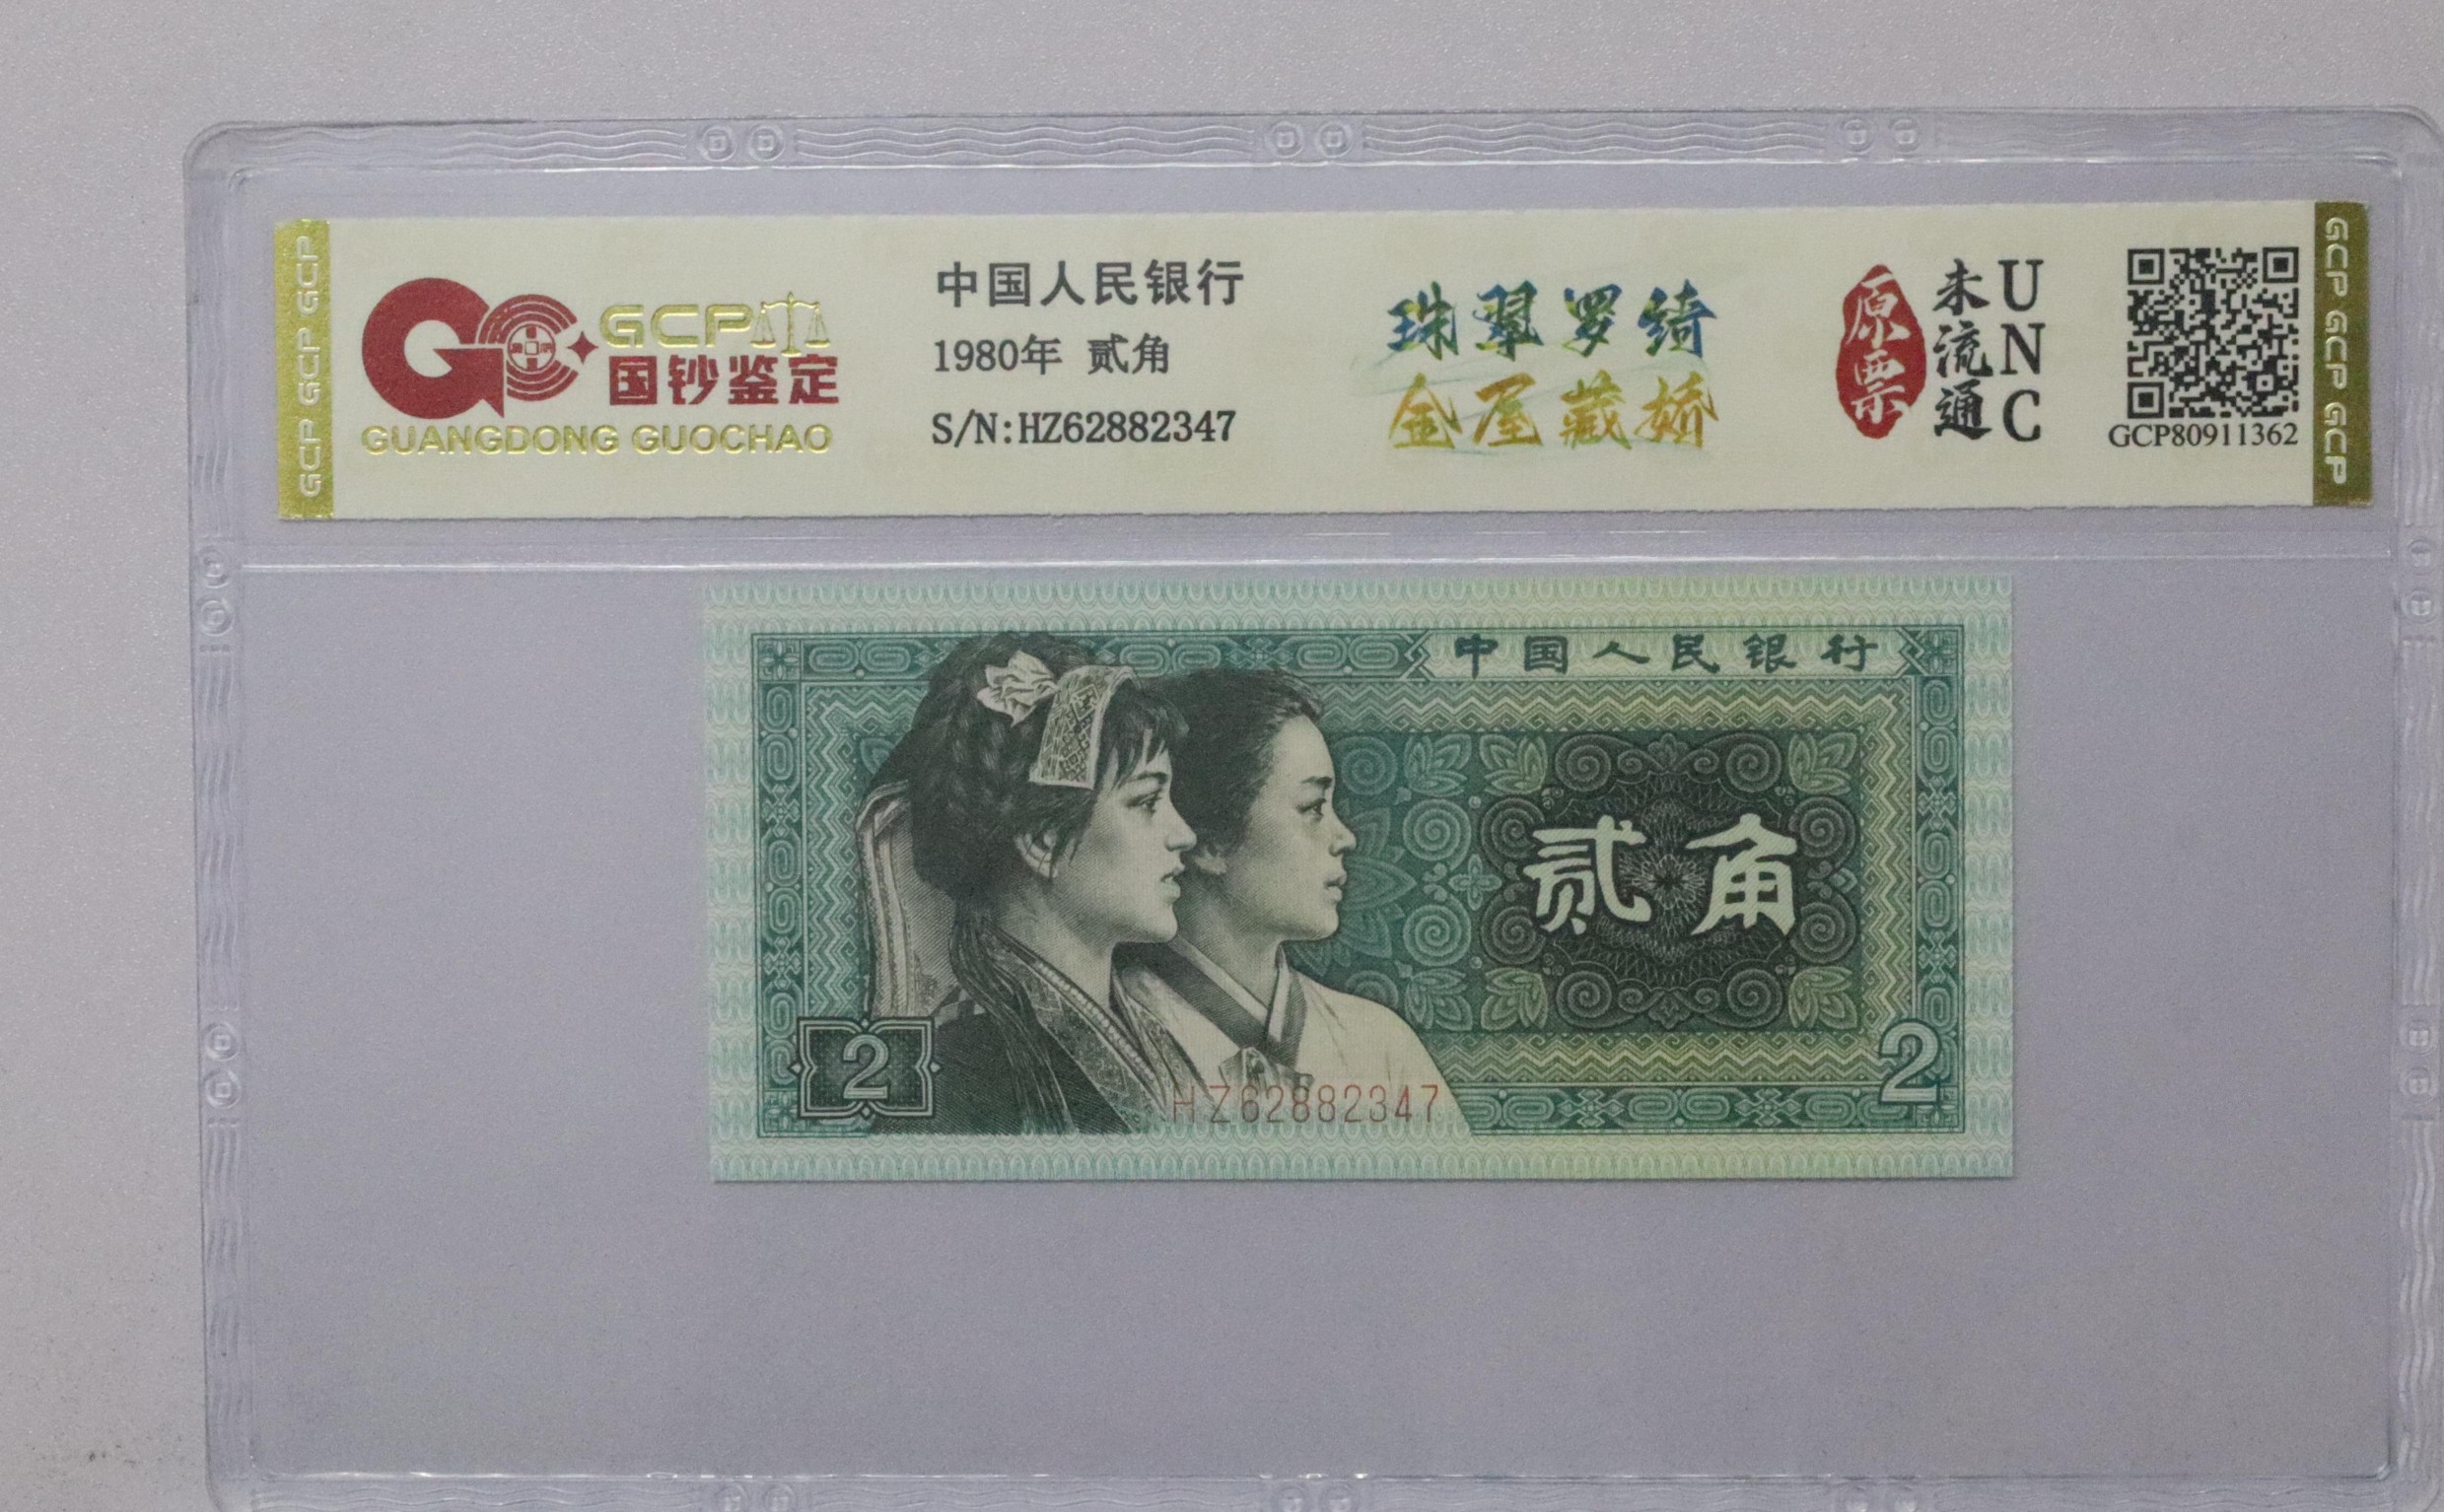 GCP GCP GCP
GCP
国钞鉴定
GUANGDONG GUOCHAO
中国人民银行
1980年 贰角
S/N:HZ62882347
珠翠罗绮
金屋藏娇
原票
未流通
UNC
GCP80911362
GCP GCP GCP
中国人民银行
贰角
2
2
HZ62882347